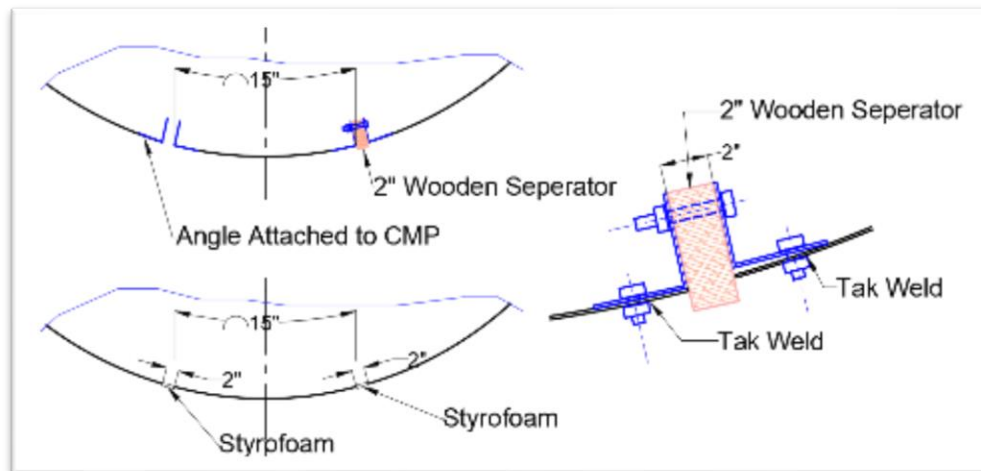 15"
2" Wooden Seperator
Angle Attached to CMP
2" Wooden Seperator
2"
Tak Weld
Tak Weld
15"
2"
2"
Styrofoam
Styrofoam